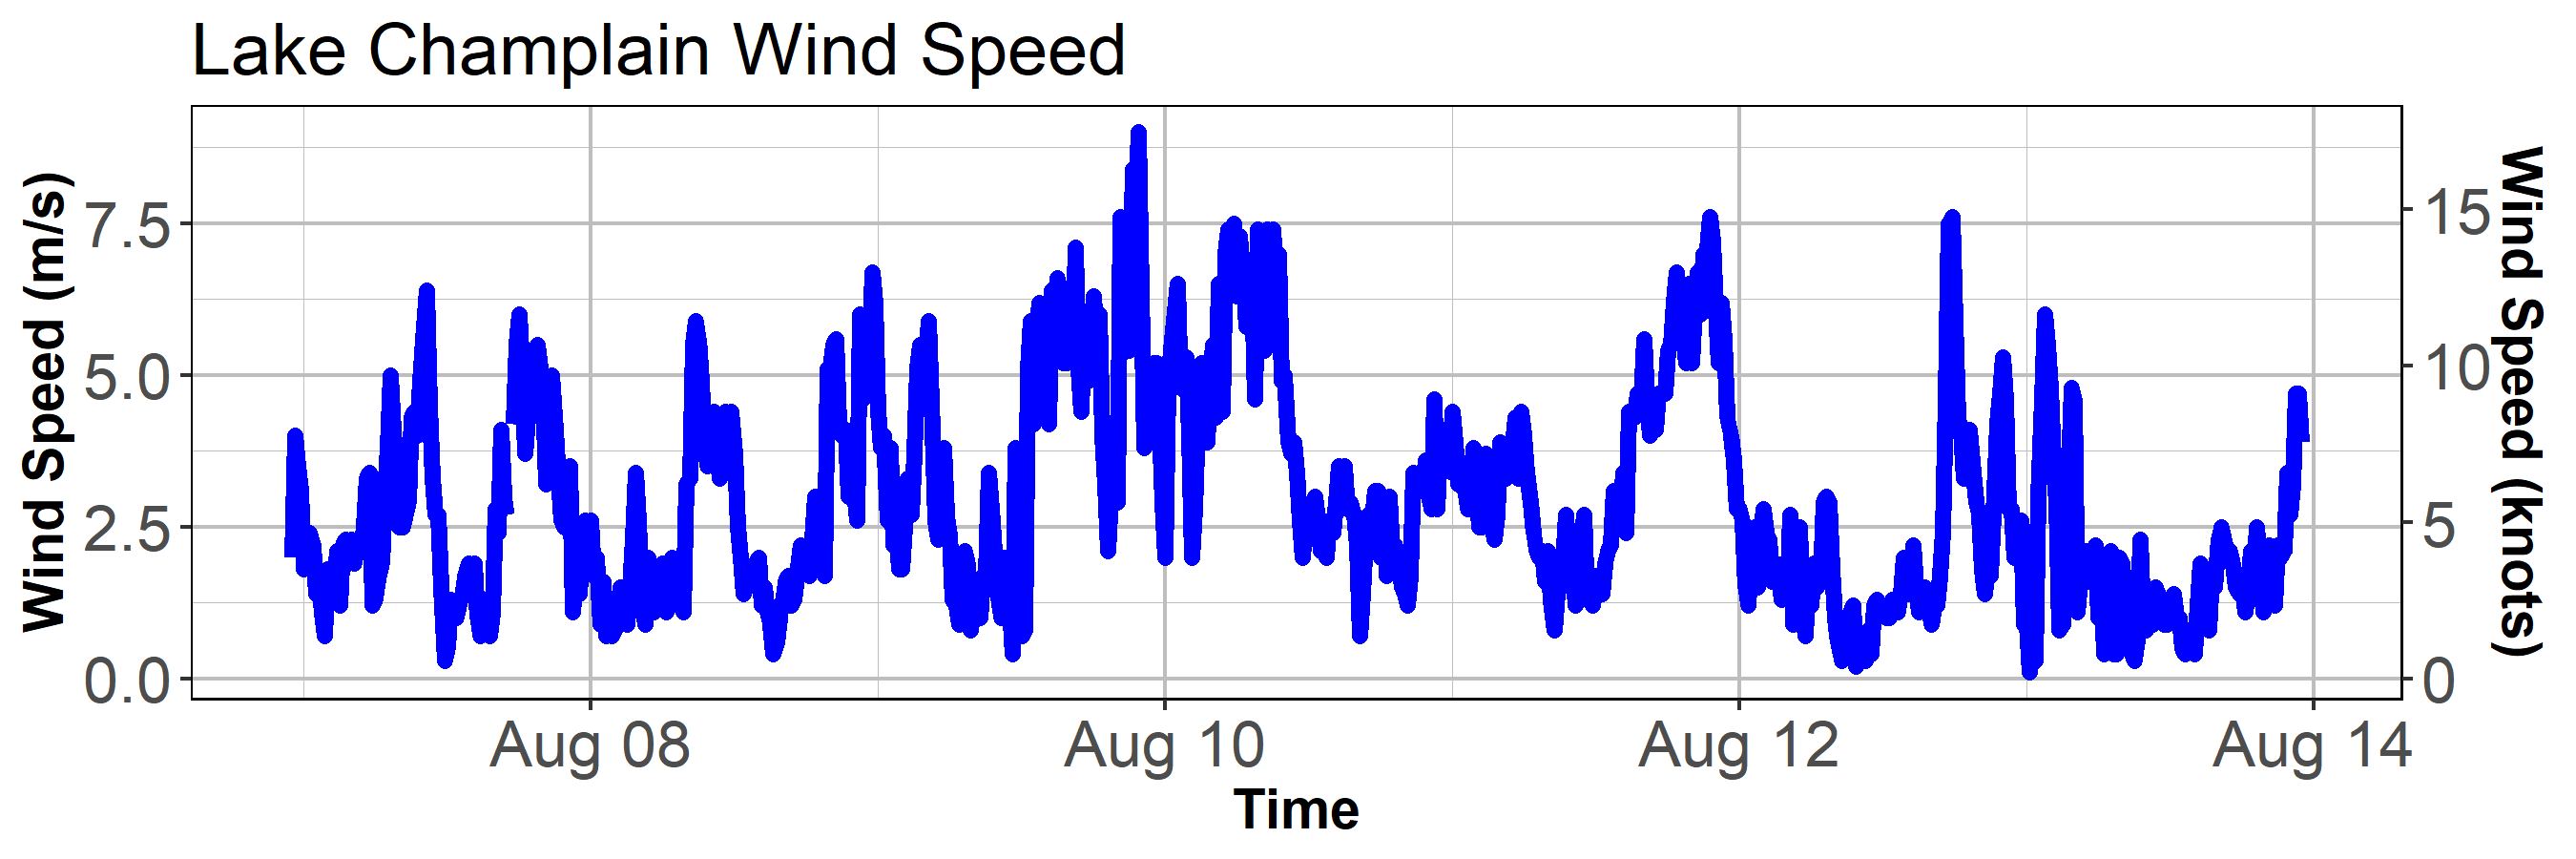 Lake Champlain Wind Speed
Wind Speed (m/s)
7.5
5.0
2.5
0.0
15
10
5
0
Wind Speed (knots)
Aug 08
Aug 10
Aug 12
Aug 14
Time